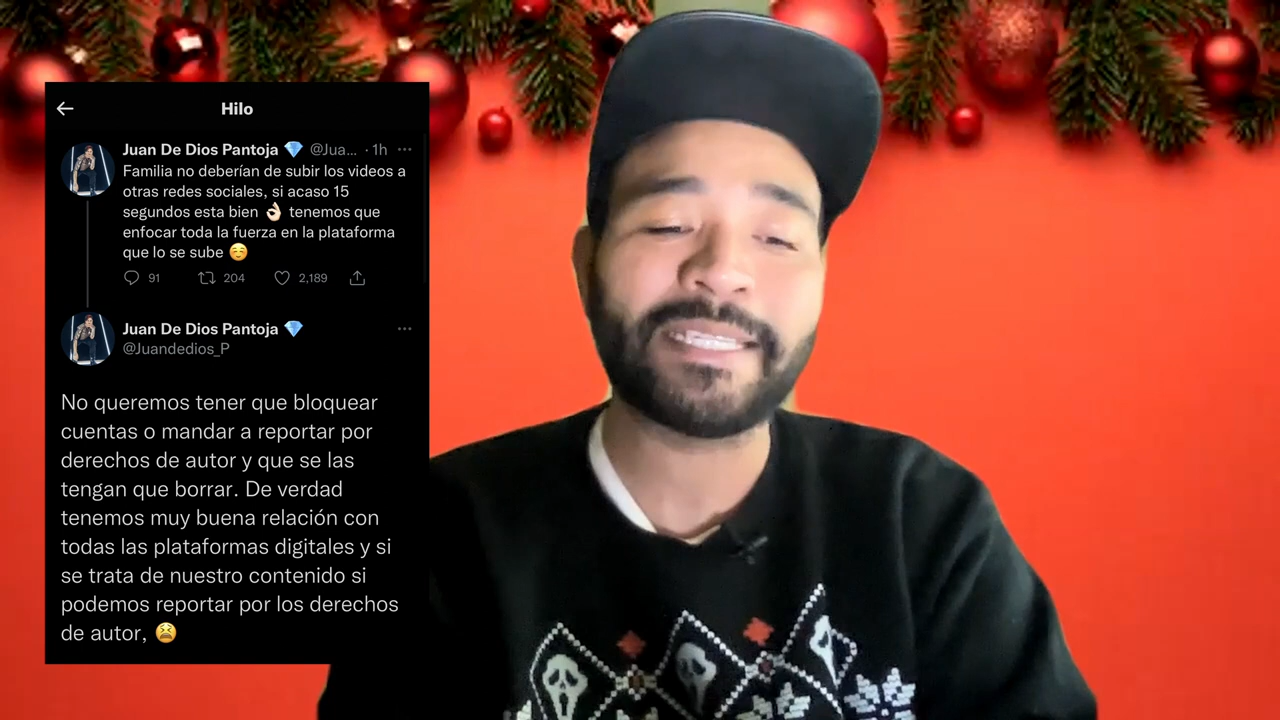 Hilo
Juan De Dios Pantoja 💎 @Jua... · 1h
Familia no deberían de subir los videos a
otras redes sociales, si acaso 15
segundos esta bien 👌🏻 tenemos que
enfocar toda la fuerza en la plataforma
que lo se sube ☺️
91 204 2,189
Juan De Dios Pantoja 💎
@Juandedios_P
No queremos tener que bloquear
cuentas o mandar a reportar por
derechos de autor y que se las
tengan que borrar. De verdad
tenemos muy buena relación con
todas las plataformas digitales y si
se trata de nuestro contenido si
podemos reportar por los derechos
de autor, 😫